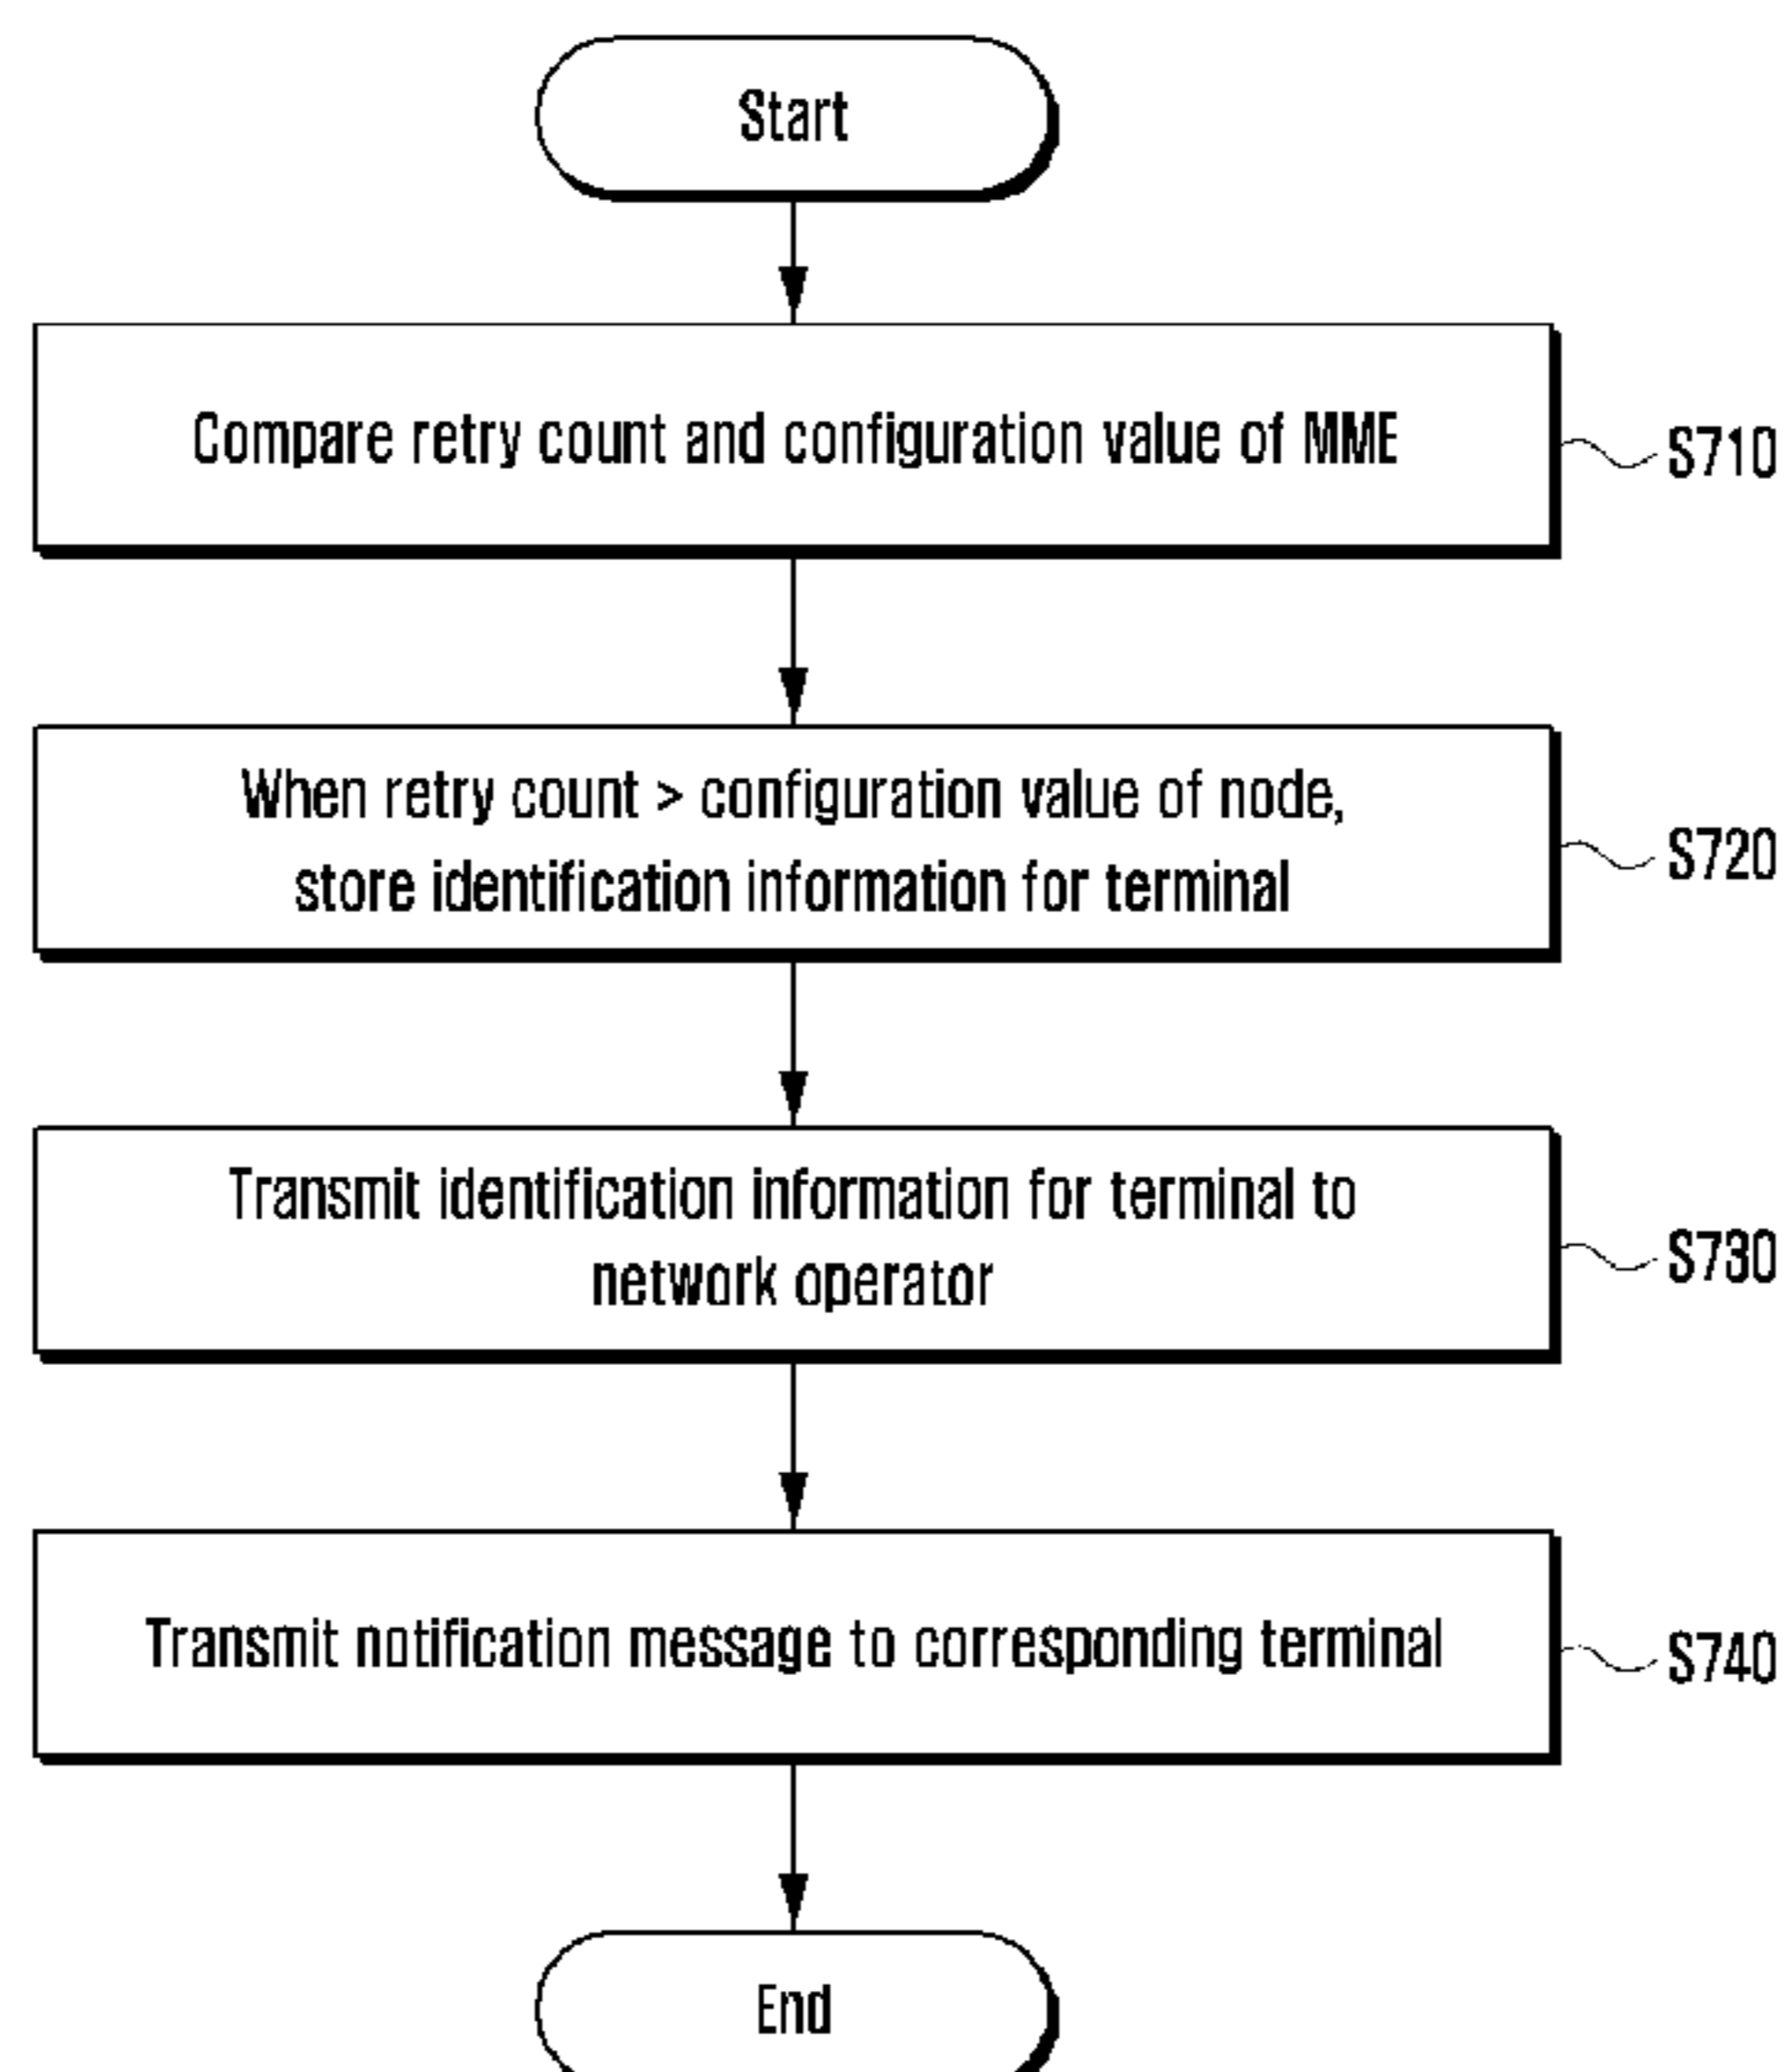 Start
Compare retry count and configuration value of MME
S710
When retry count > configuration value of node,
store identification information for terminal
S720
Transmit identification information for terminal to
network operator
S730
Transmit notification message to corresponding terminal
S740
End